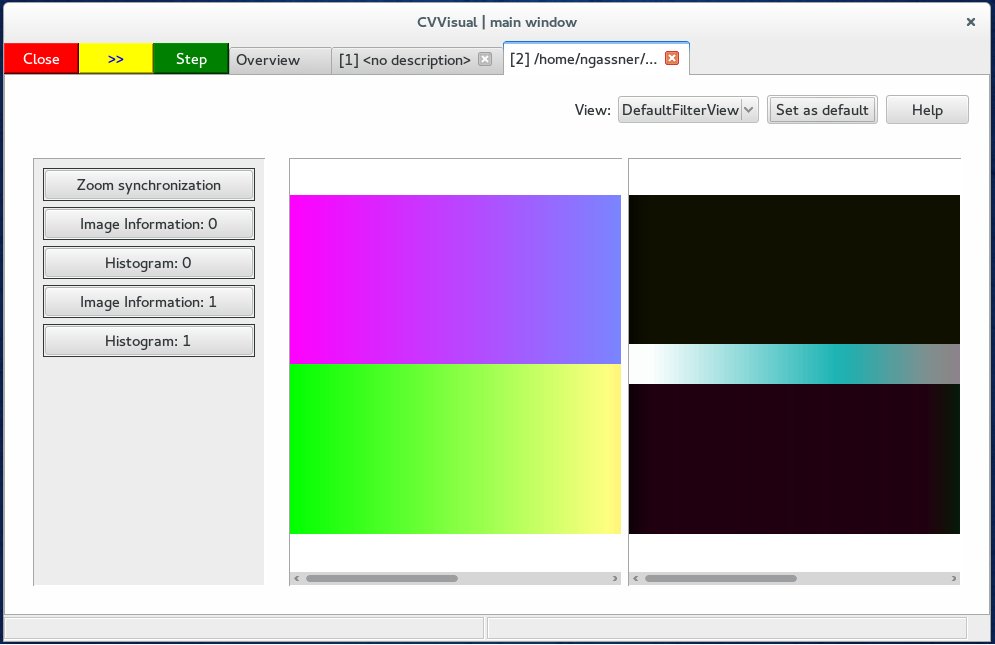 CVVisual | main window
Close >> Step Overview [1] <no description> [2] /home/ngassner/...
View: DefaultFilterView Set as default Help
Zoom synchronization
Image Information: 0
Histogram: 0
Image Information: 1
Histogram: 1